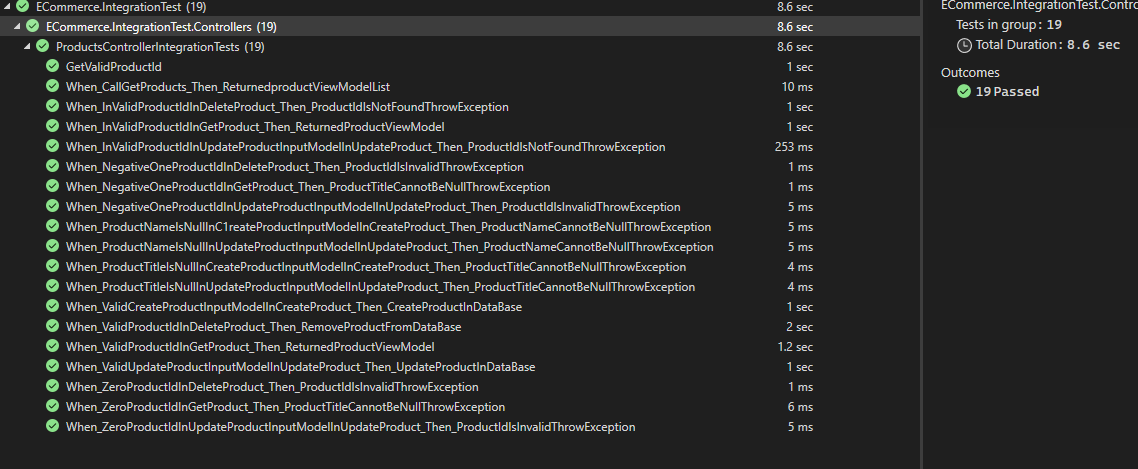 ECommerce.IntegrationTest (19) 8.6 sec
ECommerce.IntegrationTest.Controllers (19) 8.6 sec
ProductsControllerIntegrationTests (19) 8.6 sec
GetValidProductId 1 sec
When_CallGetProducts_Then_ReturnedproductViewModelList 10 ms
When_InValidProductIdInDeleteProduct_Then_ProductIdIsNotFoundThrowException 1 sec
When_InValidProductIdInGetProduct_Then_ReturnedProductViewModel 1 sec
When_InValidProductIdInUpdateProductInputModelInUpdateProduct_Then_ProductIdIsNotFoundThrowException 253 ms
When_NegativeOneProductIdInDeleteProduct_Then_ProductIdIsInvalidThrowException 1 ms
When_NegativeOneProductIdInGetProduct_Then_ProductTitleCannotBeNullThrowException 1 ms
When_NegativeOneProductIdInUpdateProductInputModelInUpdateProduct_Then_ProductIdIsInvalidThrowException 5 ms
When_ProductNameIsNullInC1reateProductInputModelInCreateProduct_Then_ProductNameCannotBeNullThrowException 5 ms
When_ProductNameIsNullInUpdateProductInputModelInUpdateProduct_Then_ProductNameCannotBeNullThrowException 5 ms
When_ProductTitleIsNullInCreateProductInputModelInCreateProduct_Then_ProductTitleCannotBeNullThrowException 4 ms
When_ProductTitleIsNullInUpdateProductInputModelInUpdateProduct_Then_ProductTitleCannotBeNullThrowException 4 ms
When_ValidCreateProductInputModelInCreateProduct_Then_CreateProductInDataBase 1 sec
When_ValidProductIdInDeleteProduct_Then_RemoveProductFromDataBase 2 sec
When_ValidProductIdInGetProduct_Then_ReturnedProductViewModel 1.2 sec
When_ValidUpdateProductInputModelInUpdateProduct_Then_UpdateProductInDataBase 1 sec
When_ZeroProductIdInDeleteProduct_Then_ProductIdIsInvalidThrowException 1 ms
When_ZeroProductIdInGetProduct_Then_ProductTitleCannotBeNullThrowException 6 ms
When_ZeroProductIdInUpdateProductInputModelInUpdateProduct_Then_ProductIdIsInvalidThrowException 5 ms
ECommerce.IntegrationTest.Contro
Tests in group: 19
Total Duration: 8.6 sec
Outcomes
19 Passed